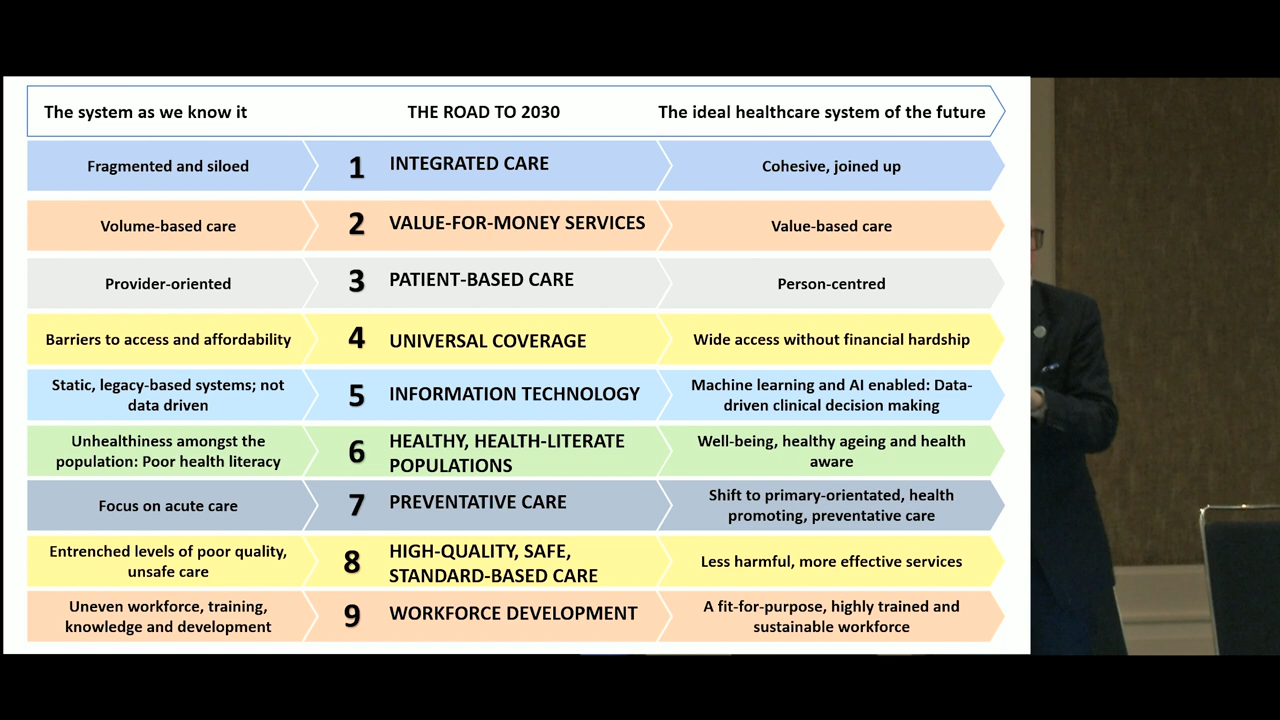 The system as we know it
THE ROAD TO 2030
The ideal healthcare system of the future
Fragmented and siloed
1
INTEGRATED CARE
Cohesive, joined up
Volume-based care
2
VALUE-FOR-MONEY SERVICES
Value-based care
Provider-oriented
3
PATIENT-BASED CARE
Person-centred
Barriers to access and affordability
4
UNIVERSAL COVERAGE
Wide access without financial hardship
Static, legacy-based systems; not
data driven
5
INFORMATION TECHNOLOGY
Machine learning and AI enabled: Data-
driven clinical decision making
Unhealthiness amongst the
population: Poor health literacy
6
HEALTHY, HEALTH-LITERATE
POPULATIONS
Well-being, healthy ageing and health
aware
Focus on acute care
7
PREVENTATIVE CARE
Shift to primary-orientated, health
promoting, preventative care
Entrenched levels of poor quality,
unsafe care
8
HIGH-QUALITY, SAFE,
STANDARD-BASED CARE
Less harmful, more effective services
Uneven workforce, training,
knowledge and development
9
WORKFORCE DEVELOPMENT
A fit-for-purpose, highly trained and
sustainable workforce